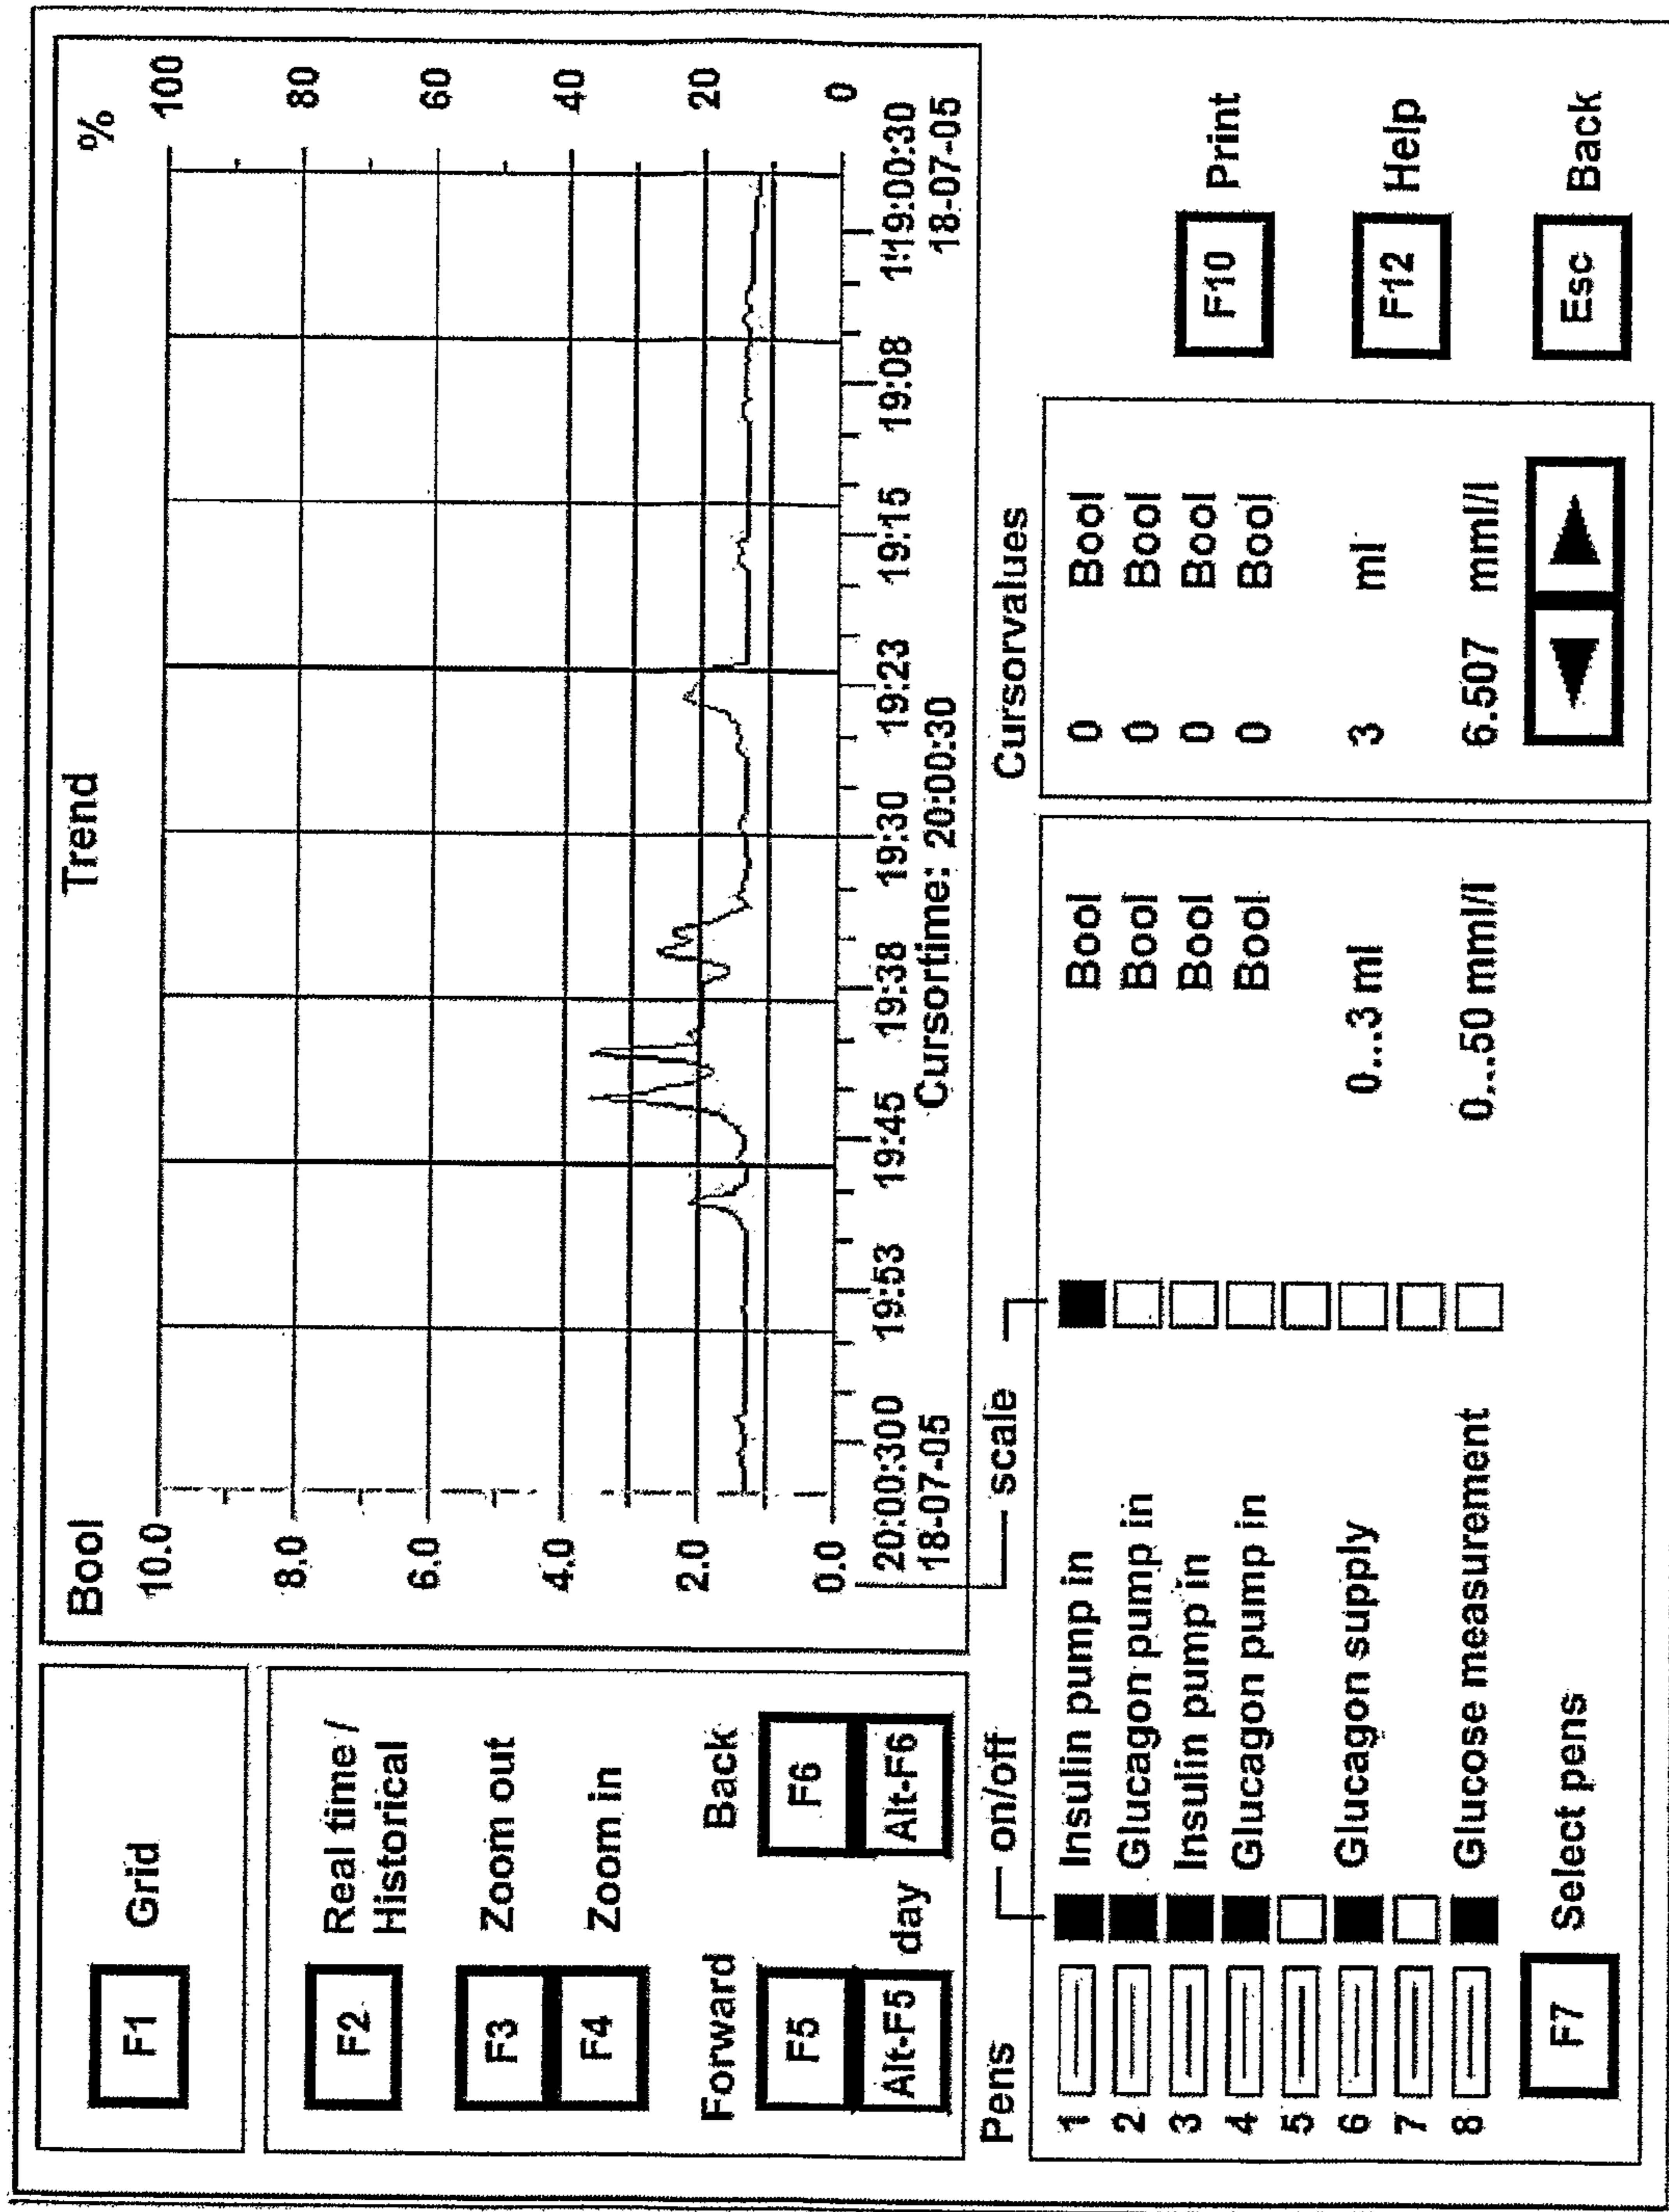 F1 Grid
F2 Real time /
Historical
F3 Zoom out
F4 Zoom in
Forward Back
F5 F6
Alt-F5 day Alt-F6
Trend
Bool %
10.0 100
8.0 80
6.0 60
4.0 40
2.0 20
0.0 0
20:00:300 19:53 19:45 19:38 19:30 19:23 19:15 19:08 1:19:00:30
18-07-05 18-07-05
Cursortime: 20:00:30
Pens on/off scale
1 Insulin pump in Bool
2 Glucagon pump in Bool
3 Insulin pump in Bool
4 Glucagon pump in Bool
5
6 Glucagon supply 0...3 ml
7
8 Glucose measurement 0...50 mml/l
F7 Select pens
Cursorvalues
0 Bool
0 Bool
0 Bool
0 Bool
3 ml
6.507 mml/l
F10 Print
F12 Help
Esc Back